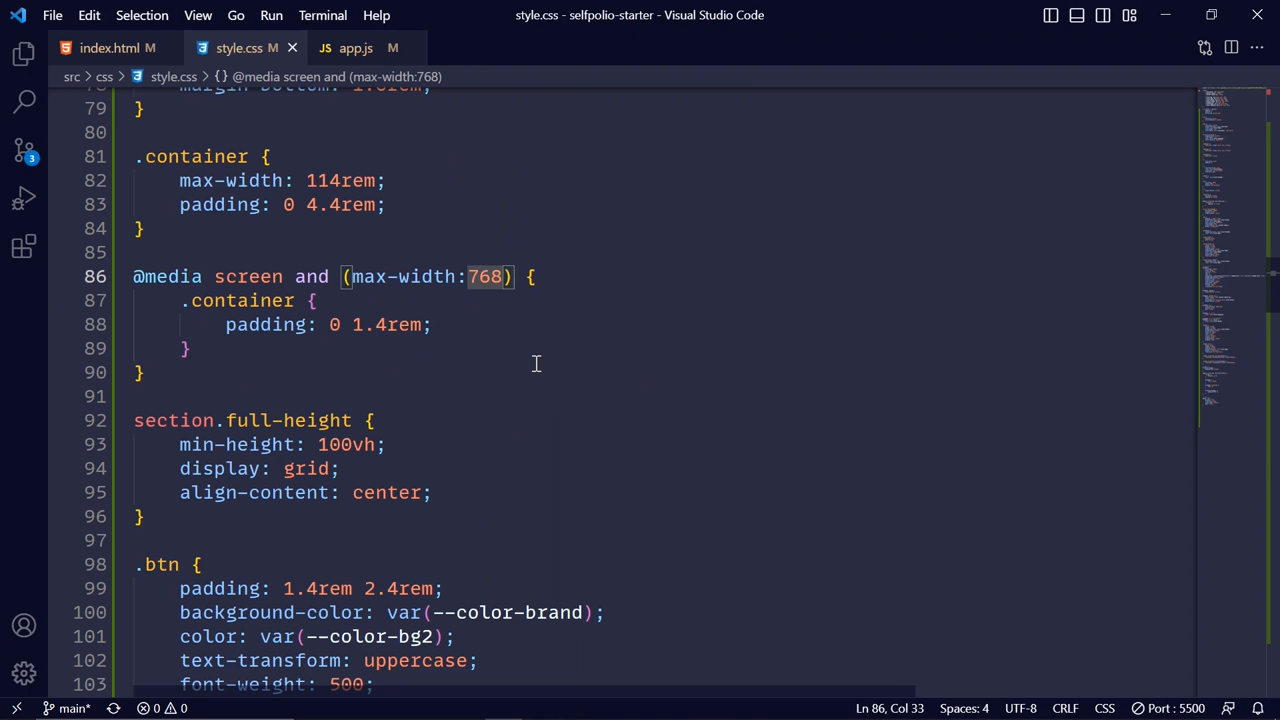 File Edit Selection View Go Run Terminal Help style.css - selfpolio-starter - Visual Studio Code
index.html M style.css M app.js M
src > css > style.css > {} @media screen and (max-width:768)
79 }
80
81 .container {
82 max-width: 114rem;
83 padding: 0 4.4rem;
84 }
85
86 @media screen and (max-width:768) {
87 .container {
88 padding: 0 1.4rem;
89 }
90 }
91
92 section.full-height {
93 min-height: 100vh;
94 display: grid;
95 align-content: center;
96 }
97
98 .btn {
99 padding: 1.4rem 2.4rem;
100 background-color: var(--color-brand);
101 color: var(--color-bg2);
102 text-transform: uppercase;
103 font-weight: 500;
3
main* 0 0 Ln 86, Col 33 Spaces: 4 UTF-8 CRLF CSS Port : 5500